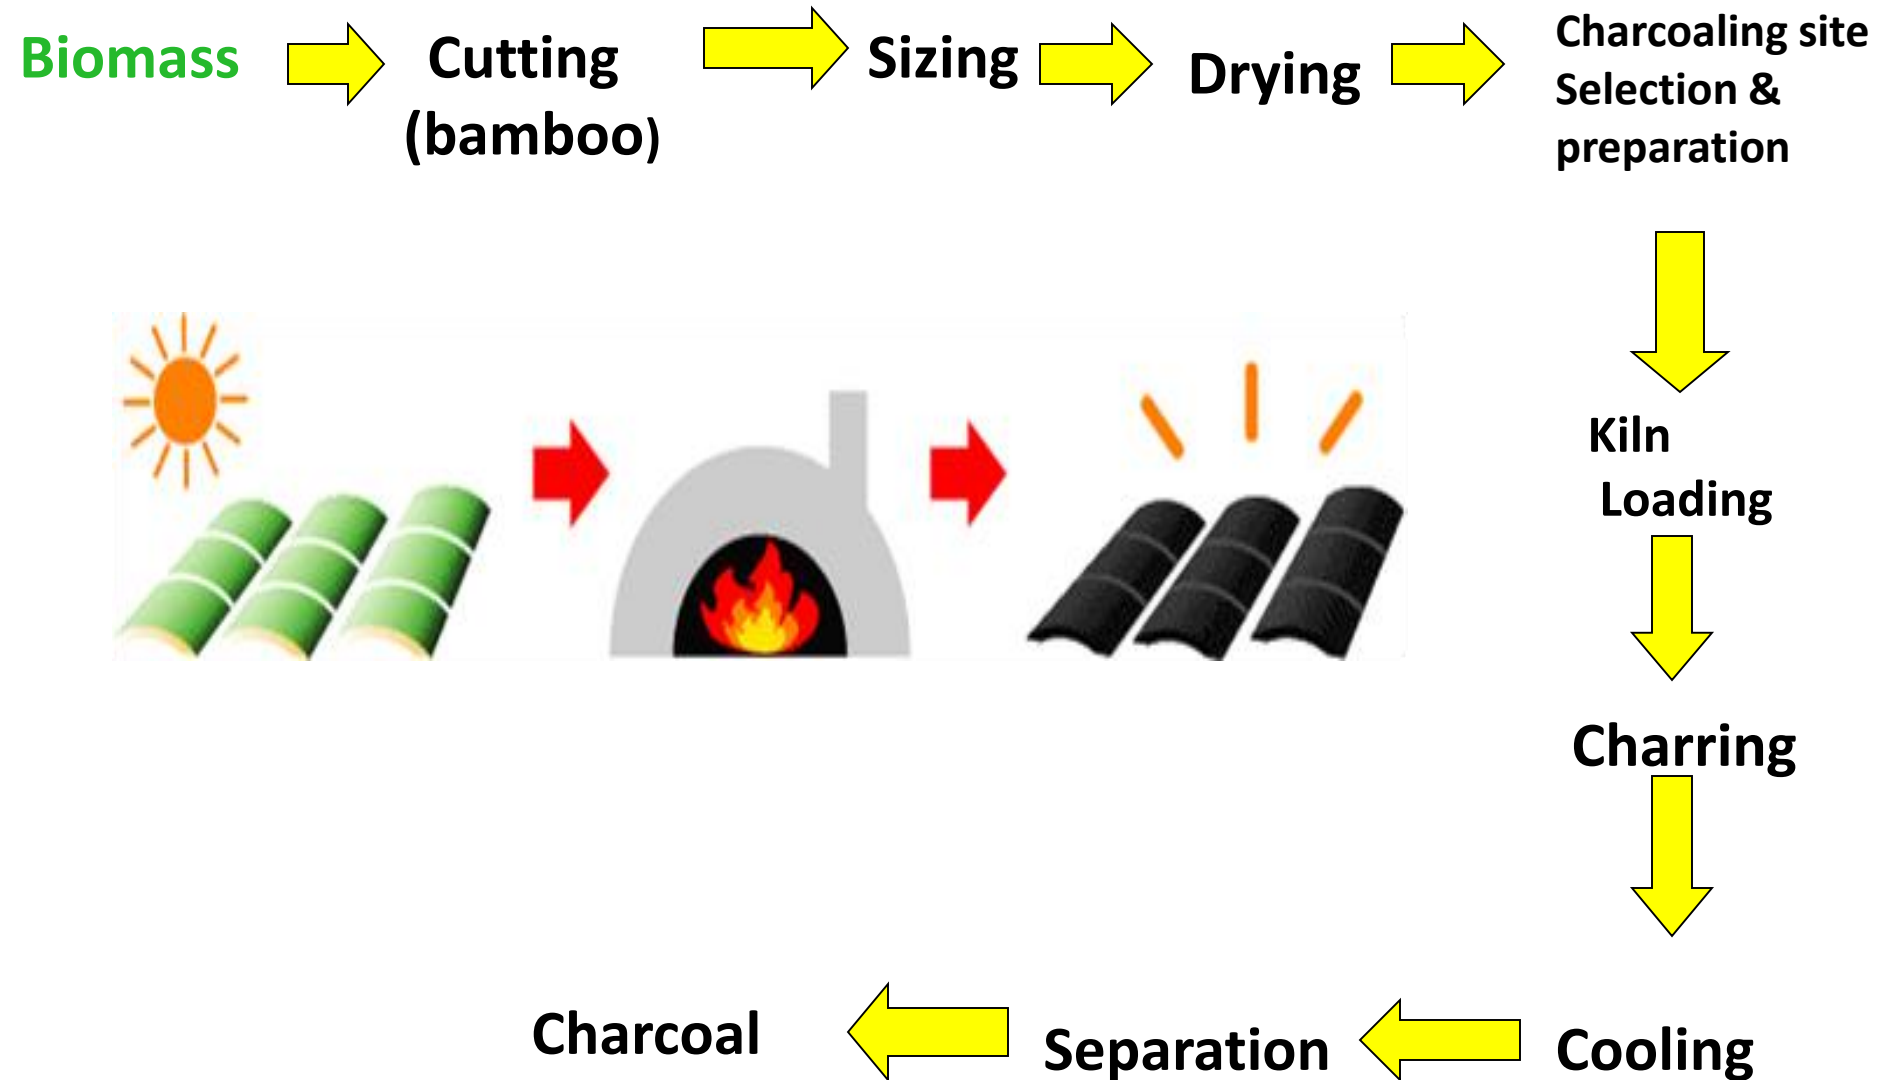 Biomass
Cutting
(bamboo)
Sizing
Drying
Charcoaling site
Selection &
preparation
Kiln
Loading
Charring
Cooling
Separation
Charcoal